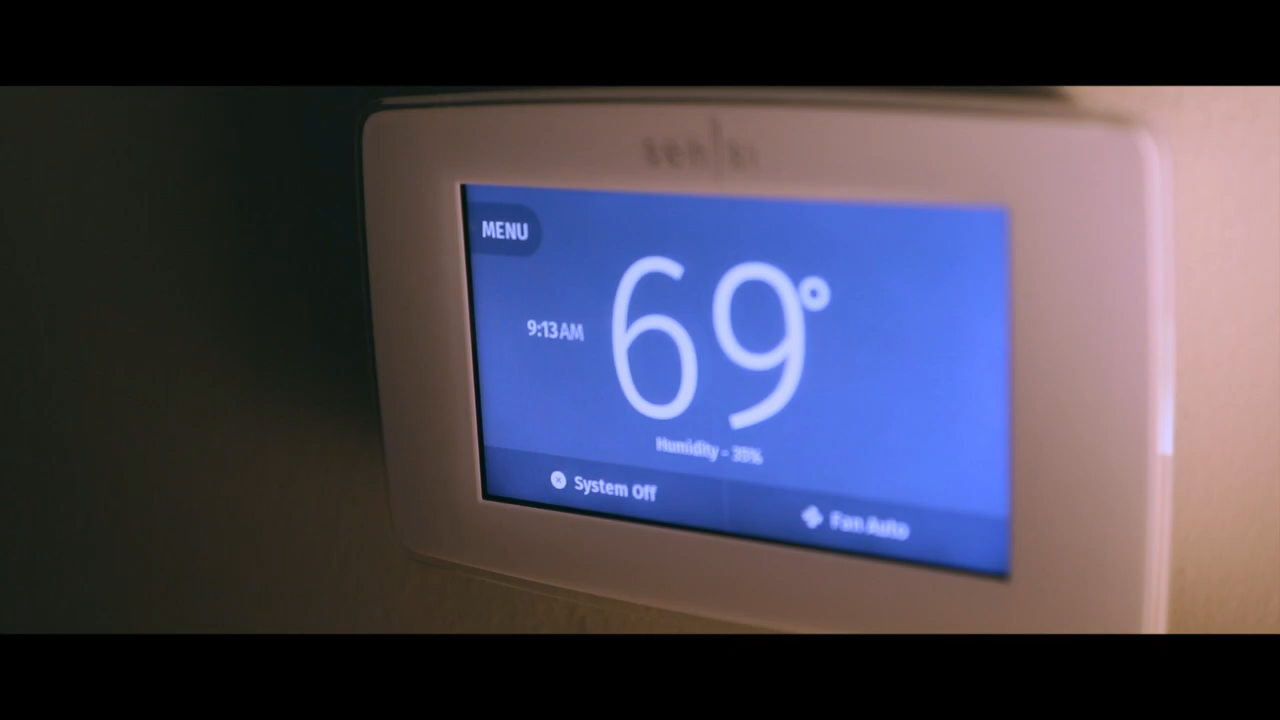 sensi
MENU
69°
9:13 AM
Humidity - 35%
System Off
Fan Auto